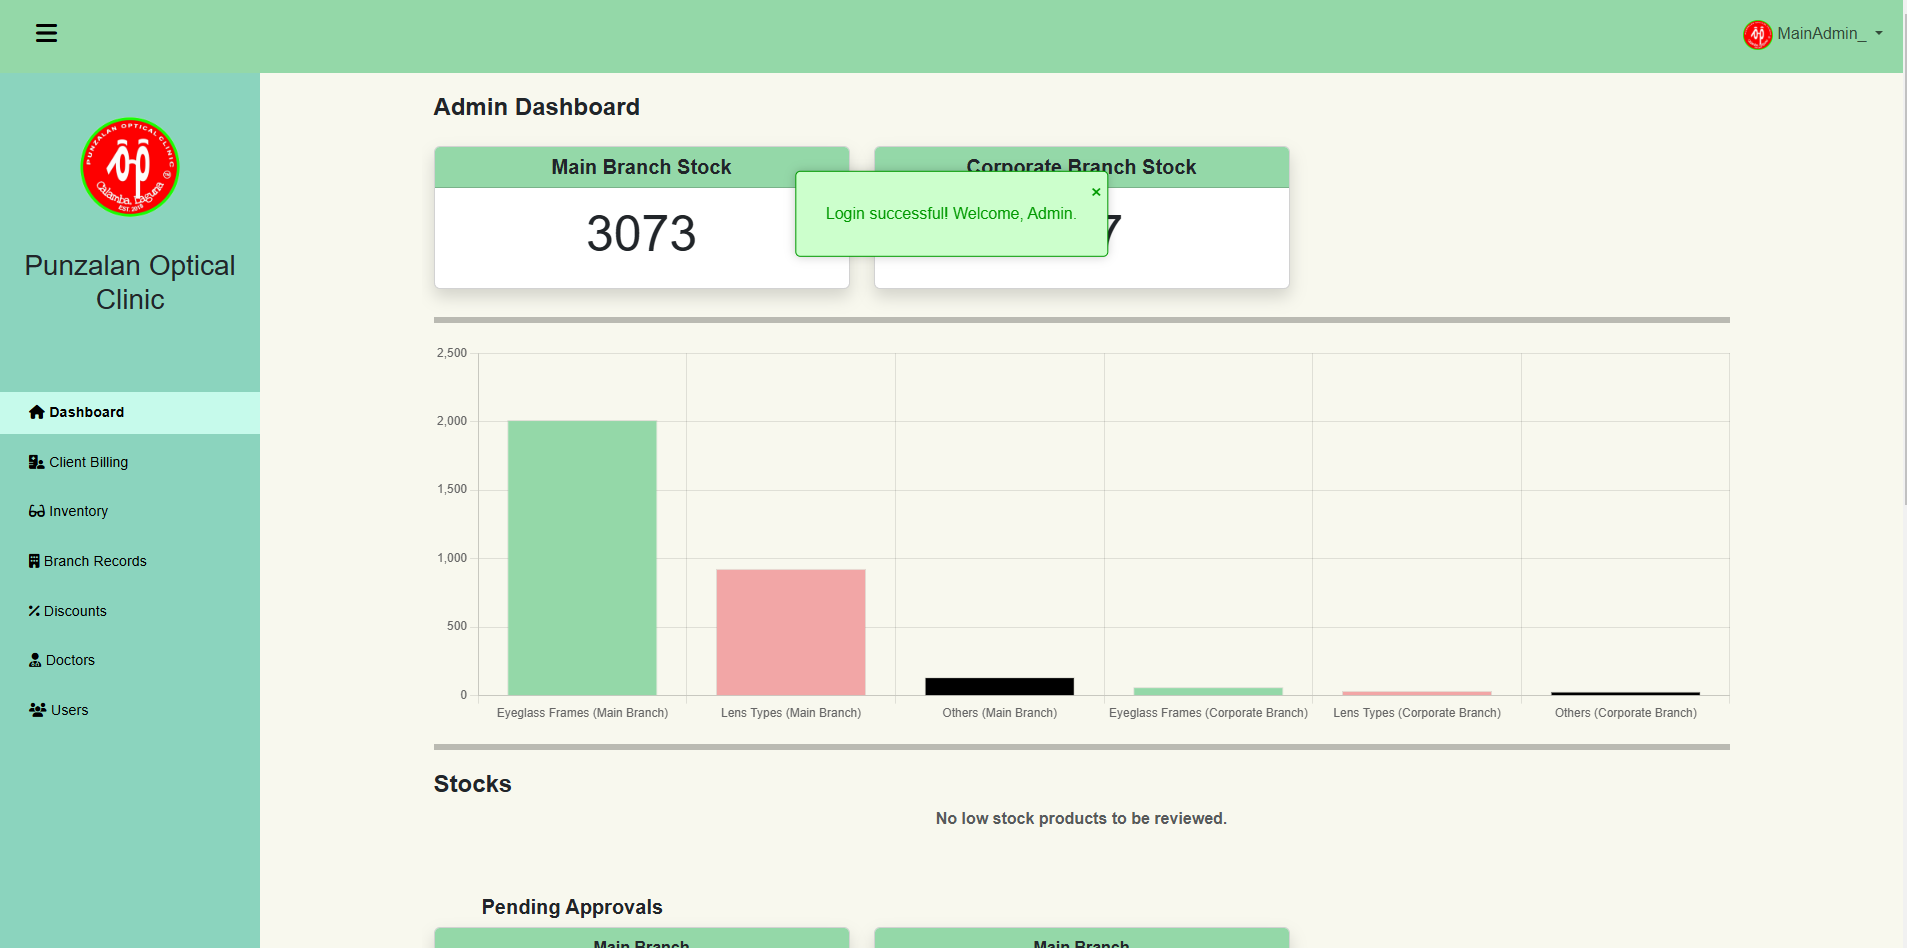 MainAdmin_
PUNZALAN OPTICAL CLINIC
Calamba, Laguna
EST. 2018
Punzalan Optical
Clinic
Dashboard
Client Billing
Inventory
Branch Records
Discounts
Doctors
Users
Admin Dashboard
Main Branch Stock
3073
Corporate Branch Stock
7
×
Login successful! Welcome, Admin.
2,500
2,000
1,500
1,000
500
0
Eyeglass Frames (Main Branch)
Lens Types (Main Branch)
Others (Main Branch)
Eyeglass Frames (Corporate Branch)
Lens Types (Corporate Branch)
Others (Corporate Branch)
Stocks
No low stock products to be reviewed.
Pending Approvals
Main Branch
Main Branch